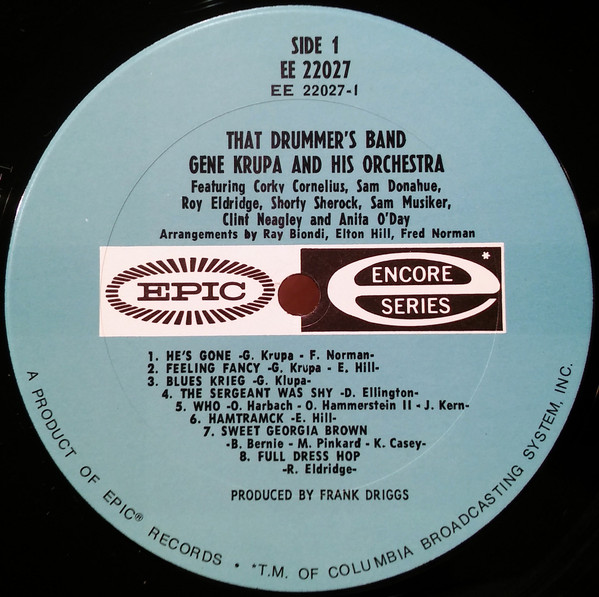 SIDE 1
EE 22027
EE 22027-1
THAT DRUMMER'S BAND
GENE KRUPA AND HIS ORCHESTRA
Featuring Corky Cornelius, Sam Donahue,
Roy Eldridge, Shorty Sherock, Sam Musiker,
Clint Neagley and Anita O'Day
Arrangements by Ray Biondi, Elton Hill, Fred Norman
EPIC
ENCORE
SERIES
*
1. HE'S GONE -G. Krupa - F. Norman-
2. FEELING FANCY -G. Krupa - E. Hill-
3. BLUES KRIEG -G. Klupa-
4. THE SERGEANT WAS SHY -D. Ellington-
5. WHO -O. Harbach - O. Hammerstein II - J. Kern-
6. HAMTRAMCK -E. Hill-
7. SWEET GEORGIA BROWN
-B. Bernie - M. Pinkard - K. Casey-
8. FULL DRESS HOP
-R. Eldridge-
PRODUCED BY FRANK DRIGGS
A PRODUCT OF EPIC® RECORDS • *T.M. OF COLUMBIA BROADCASTING SYSTEM, INC.